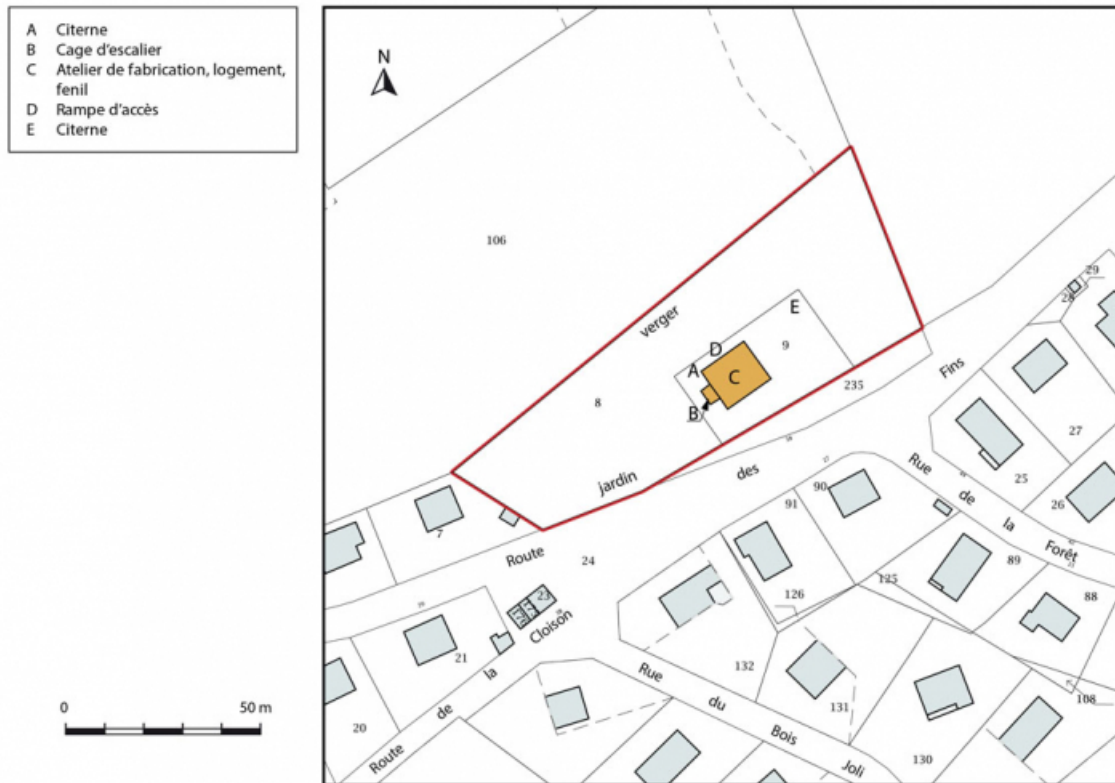 A Citerne
B Cage d'escalier
C Atelier de fabrication, logement,
fenil
D Rampe d'accès
E Citerne
N
106
29
28
verger
E
D
9
A
C
Fins
8
235
B
27
jardin
des
Rue
de
la
Forêt
25
26
90
91
7
Route
24
89
126
125
88
23
Cloison
21
la
de
Route
20
132
Rue
du
Bois
Joli
131
108
130
0 50 m